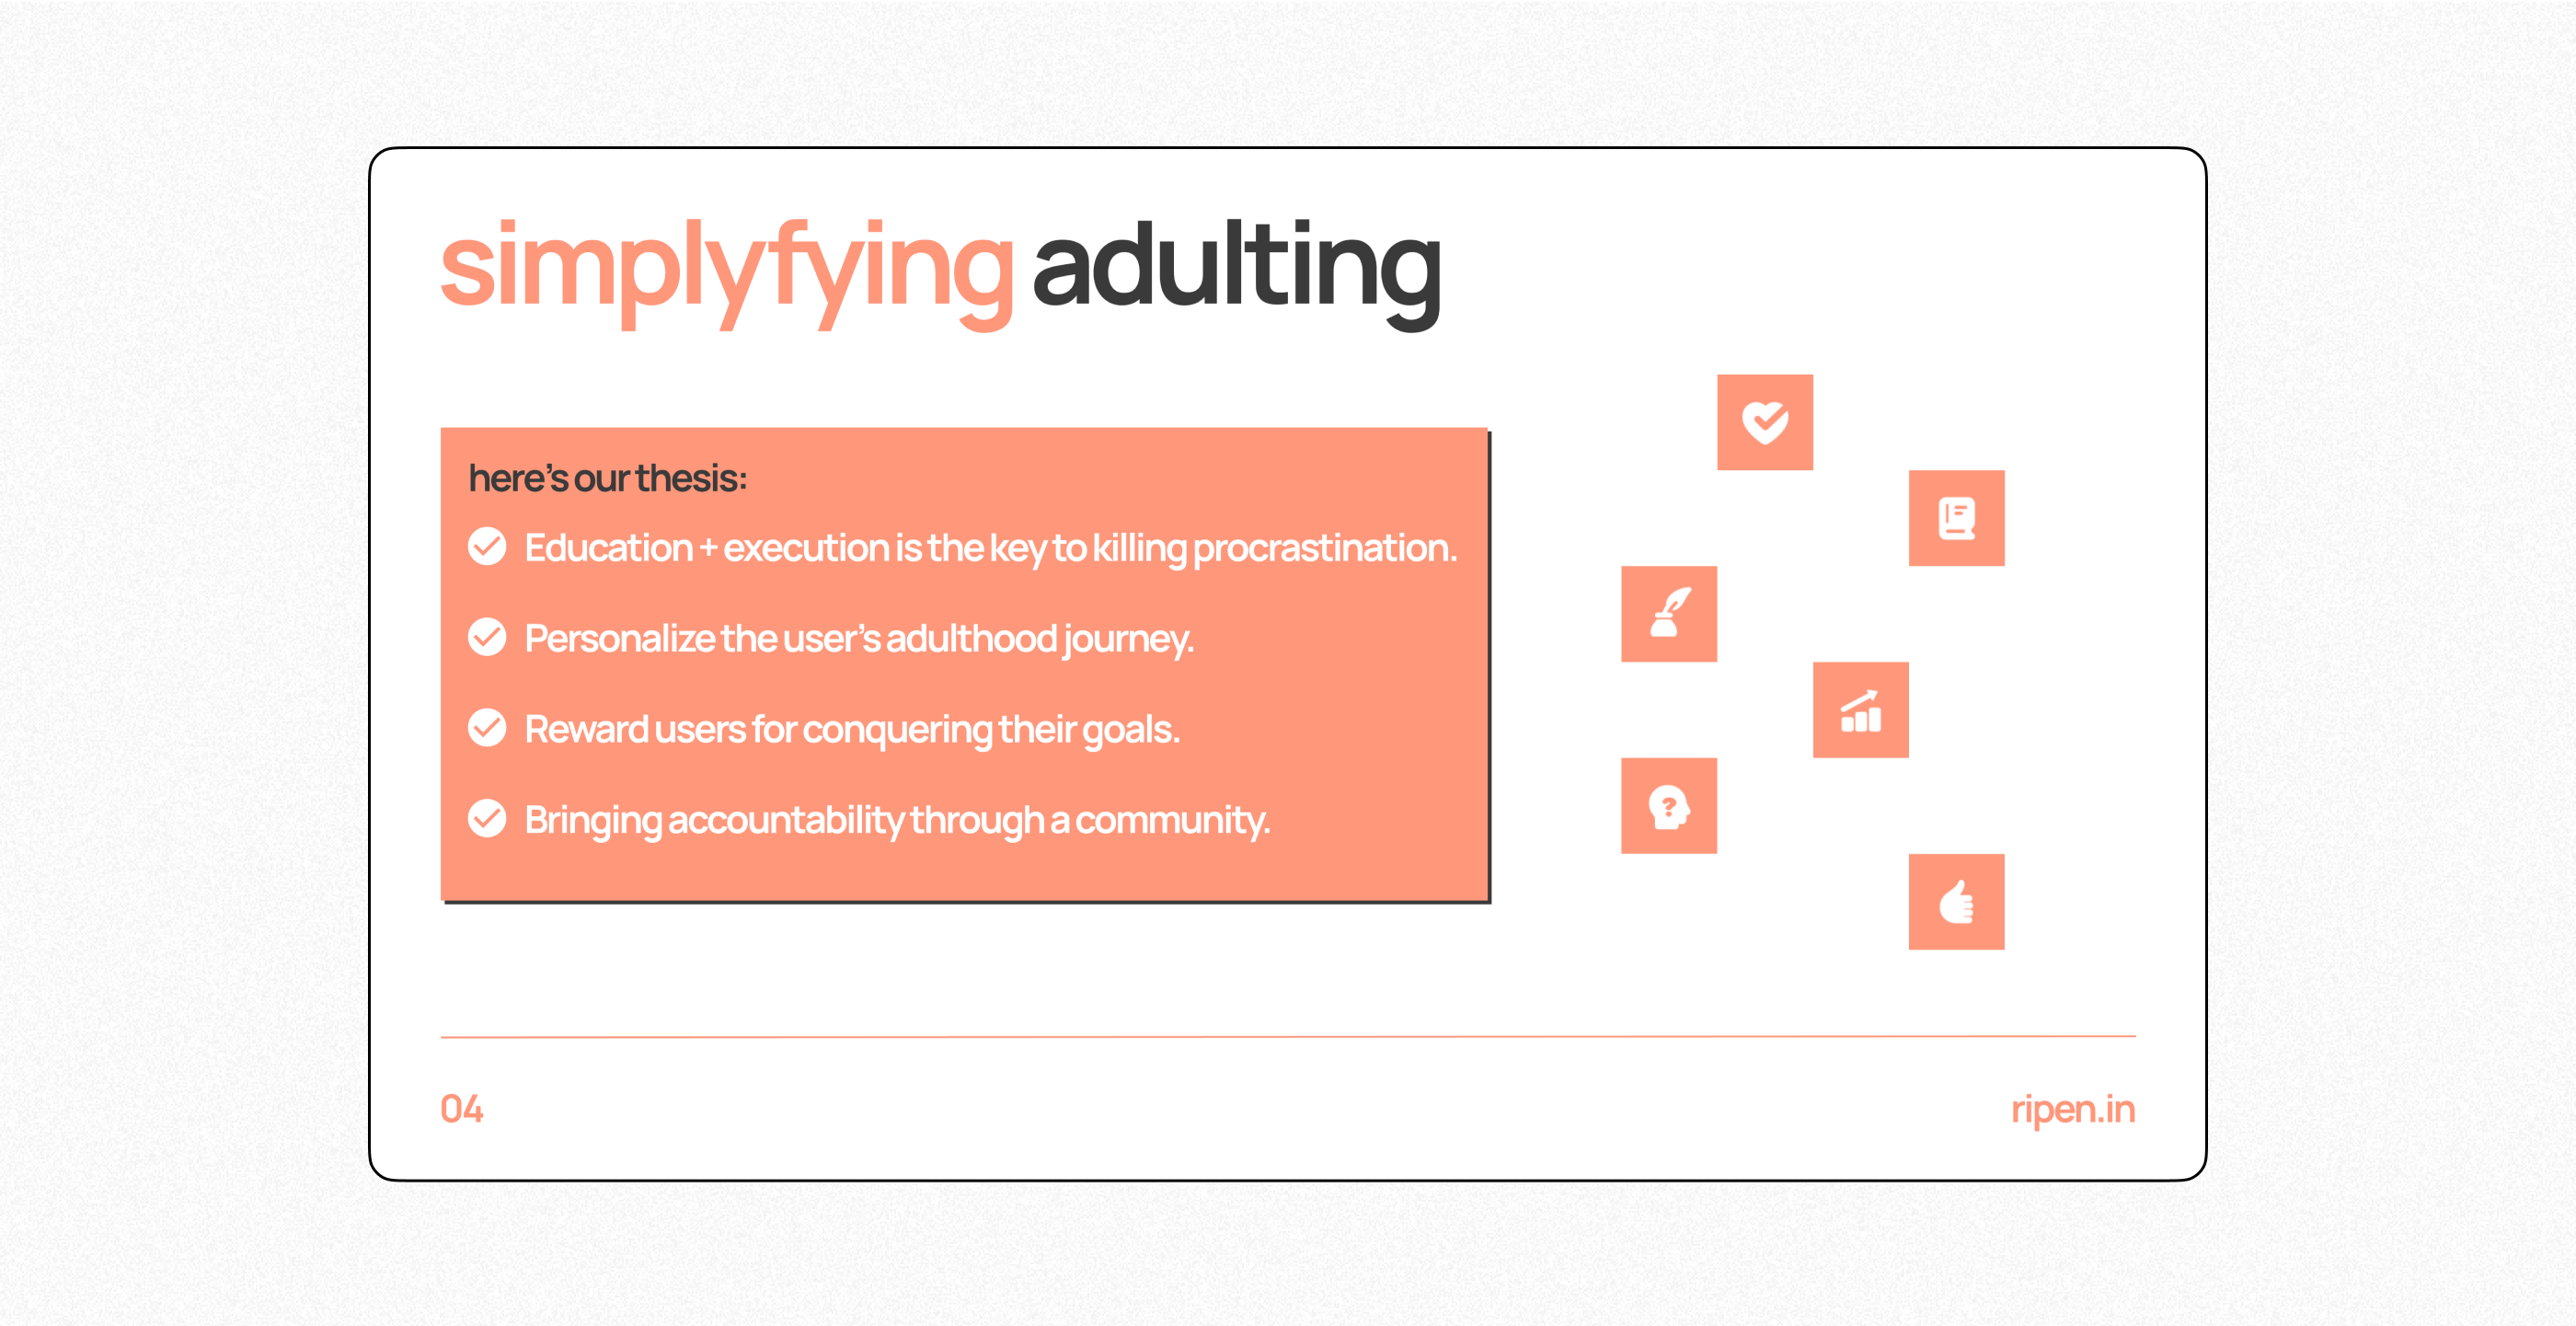 simplyfying adulting
here's our thesis:
Education + execution is the key to killing procrastination.
Personalize the user's adulthood journey.
Reward users for conquering their goals.
Bringing accountability through a community.
?
04
ripen.in